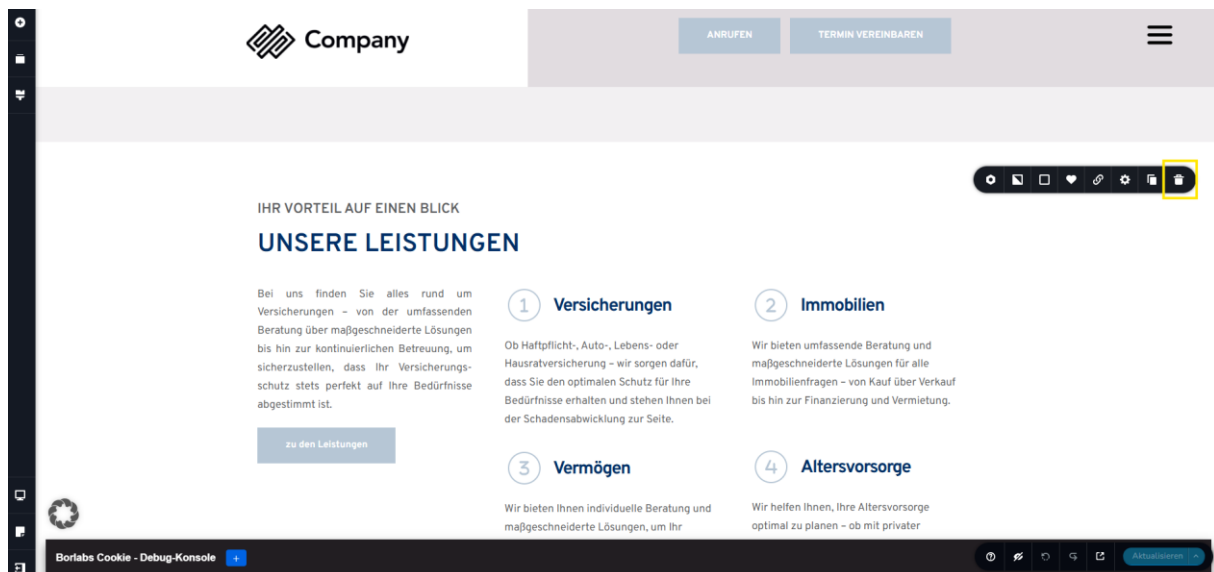 Company
ANRUFEN
TERMIN VEREINBAREN
IHR VORTEIL AUF EINEN BLICK
UNSERE LEISTUNGEN
Bei uns finden Sie alles rund um
Versicherungen – von der umfassenden
Beratung über maßgeschneiderte Lösungen
bis hin zur kontinuierlichen Betreuung, um
sicherzustellen, dass Ihr Versicherungs-
schutz stets perfekt auf Ihre Bedürfnisse
abgestimmt ist.
zu den Leistungen
1
Versicherungen
Ob Haftpflicht-, Auto-, Lebens- oder
Hausratversicherung – wir sorgen dafür,
dass Sie den optimalen Schutz für Ihre
Bedürfnisse erhalten und stehen Ihnen bei
der Schadensabwicklung zur Seite.
2
Immobilien
Wir bieten umfassende Beratung und
maßgeschneiderte Lösungen für alle
Immobilienfragen – von Kauf über Verkauf
bis hin zur Finanzierung und Vermietung.
3
Vermögen
Wir bieten Ihnen individuelle Beratung und
maßgeschneiderte Lösungen, um Ihr
4
Altersvorsorge
Wir helfen Ihnen, Ihre Altersvorsorge
optimal zu planen – ob mit privater
Borlabs Cookie - Debug-Konsole
+
Aktualisieren